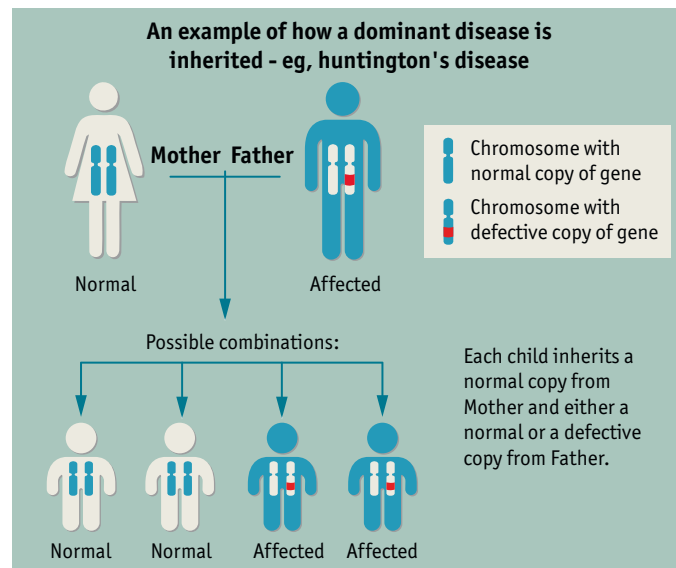 An example of how a dominant disease is
inherited - eg, huntington's disease
Mother Father
Chromosome with
normal copy of gene
Chromosome with
defective copy of gene
Normal
Affected
Possible combinations:
Each child inherits a
normal copy from
Mother and either a
normal or a defective
copy from Father.
Normal
Normal
Affected
Affected